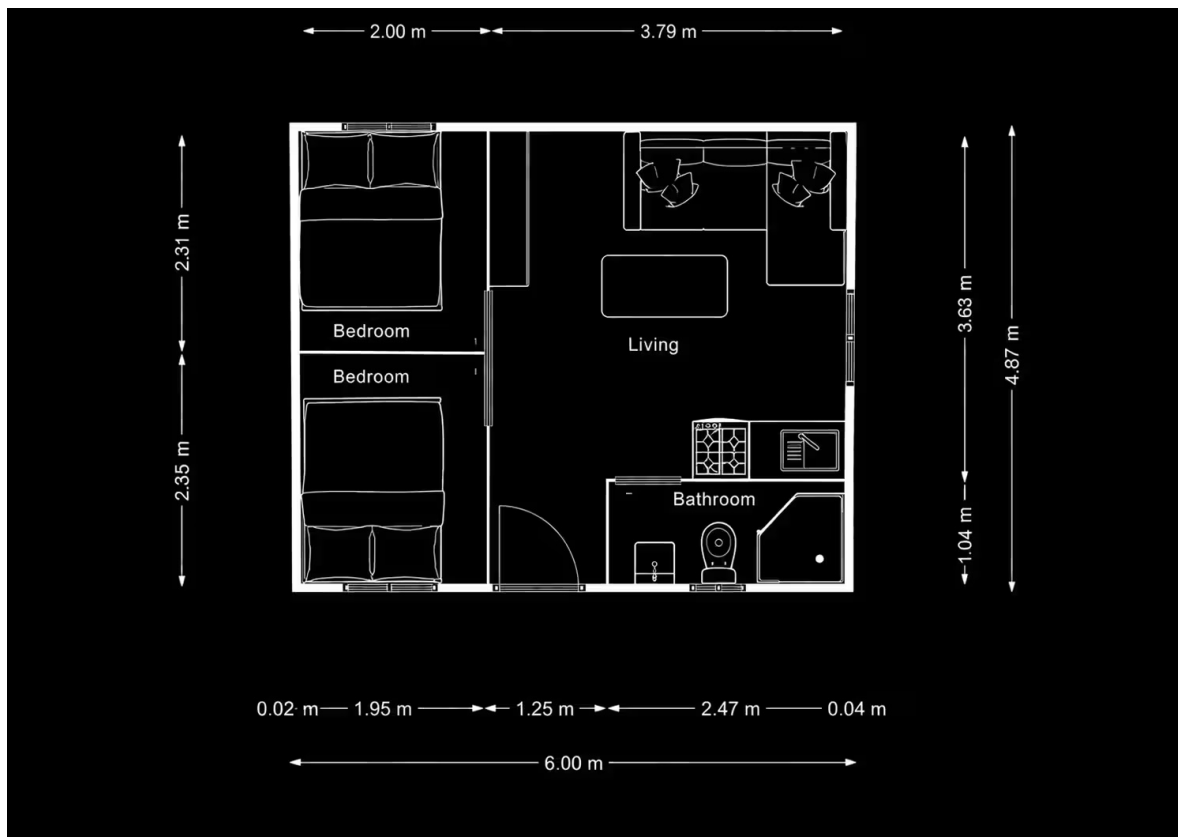 2.00 m
3.79 m
2.31 m
Bedroom
Living
3.63 m
4.87 m
Bedroom
2.35 m
Bathroom
1.04 m
0.02 m 1.95 m 1.25 m 2.47 m 0.04 m
6.00 m